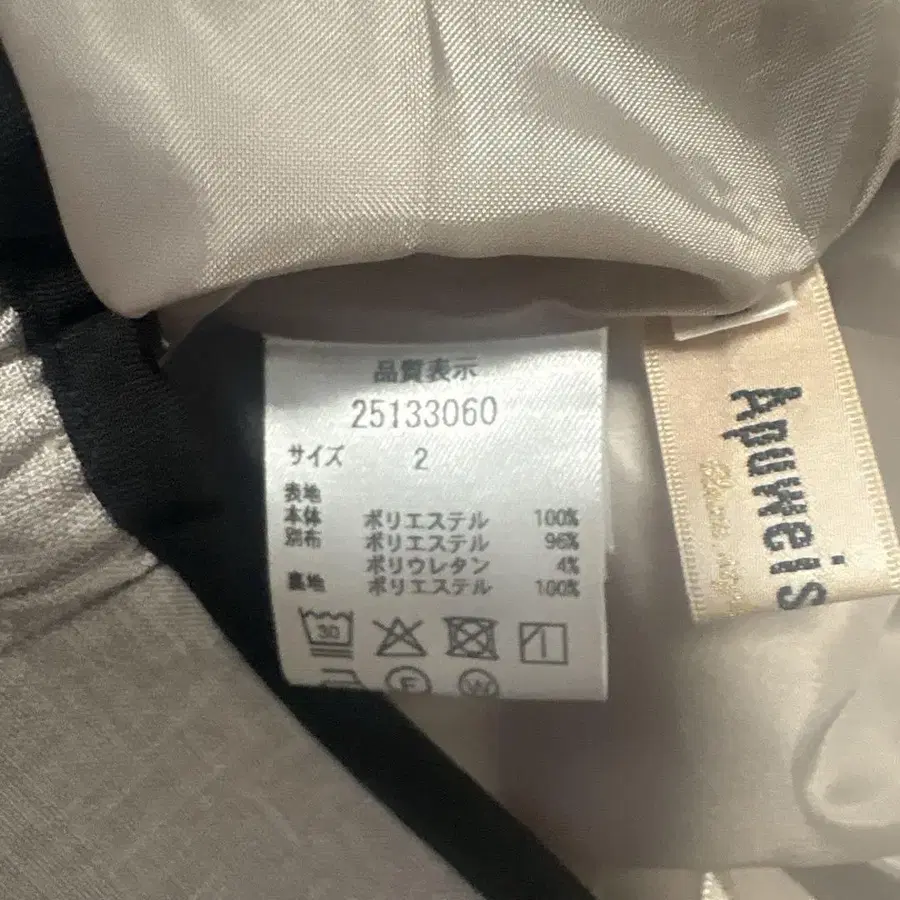 品質表示
25133060
サイズ 2
表地
本体 ポリエステル 100%
別布 ポリエステル 96%
ポリウレタン 4%
裏地 ポリエステル 100%
30
F W
Apuweis